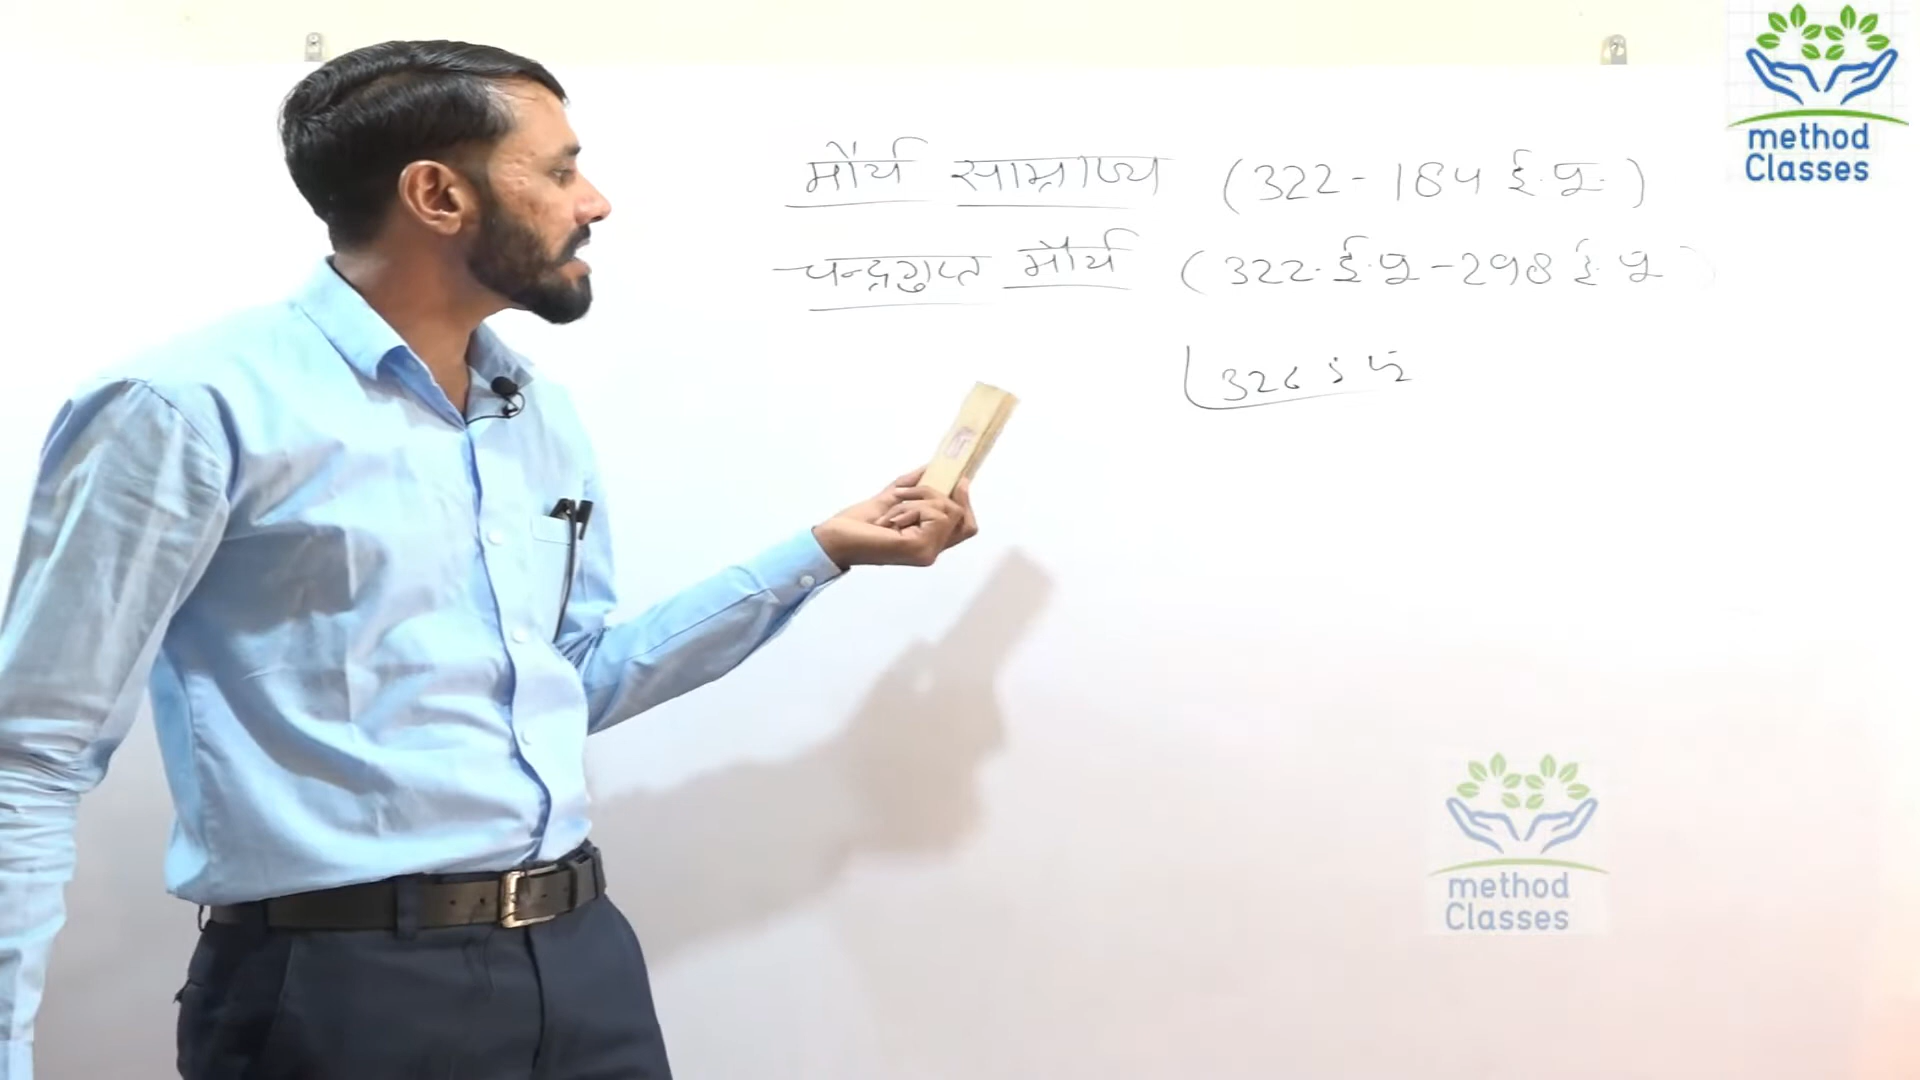 मौर्य साम्राज्य (322 - 184 ई.पू.)
चन्द्रगुप्त मौर्य (322. ई.पू - 298 ई.पू)
326 ई पू
method
Classes
method
Classes